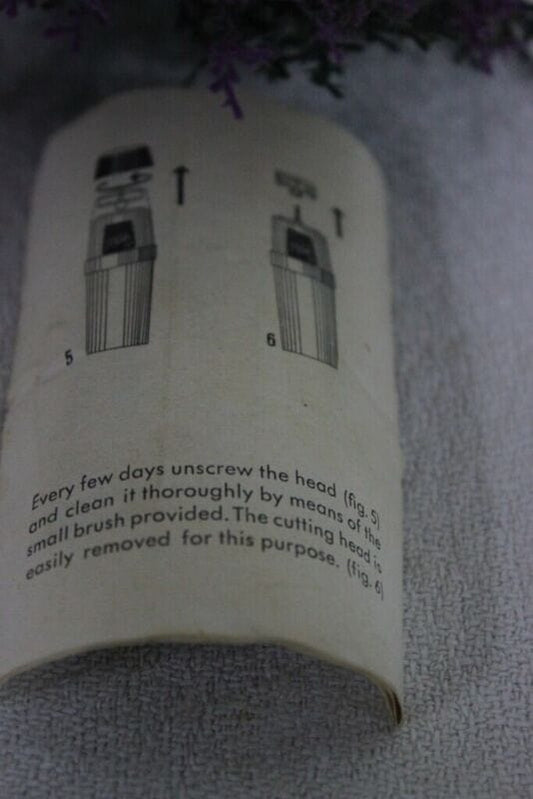 5
6
Every few days unscrew the head (fig. 5)
and clean it thoroughly by means of the
small brush provided. The cutting head is
easily removed for this purpose. (fig. 6)